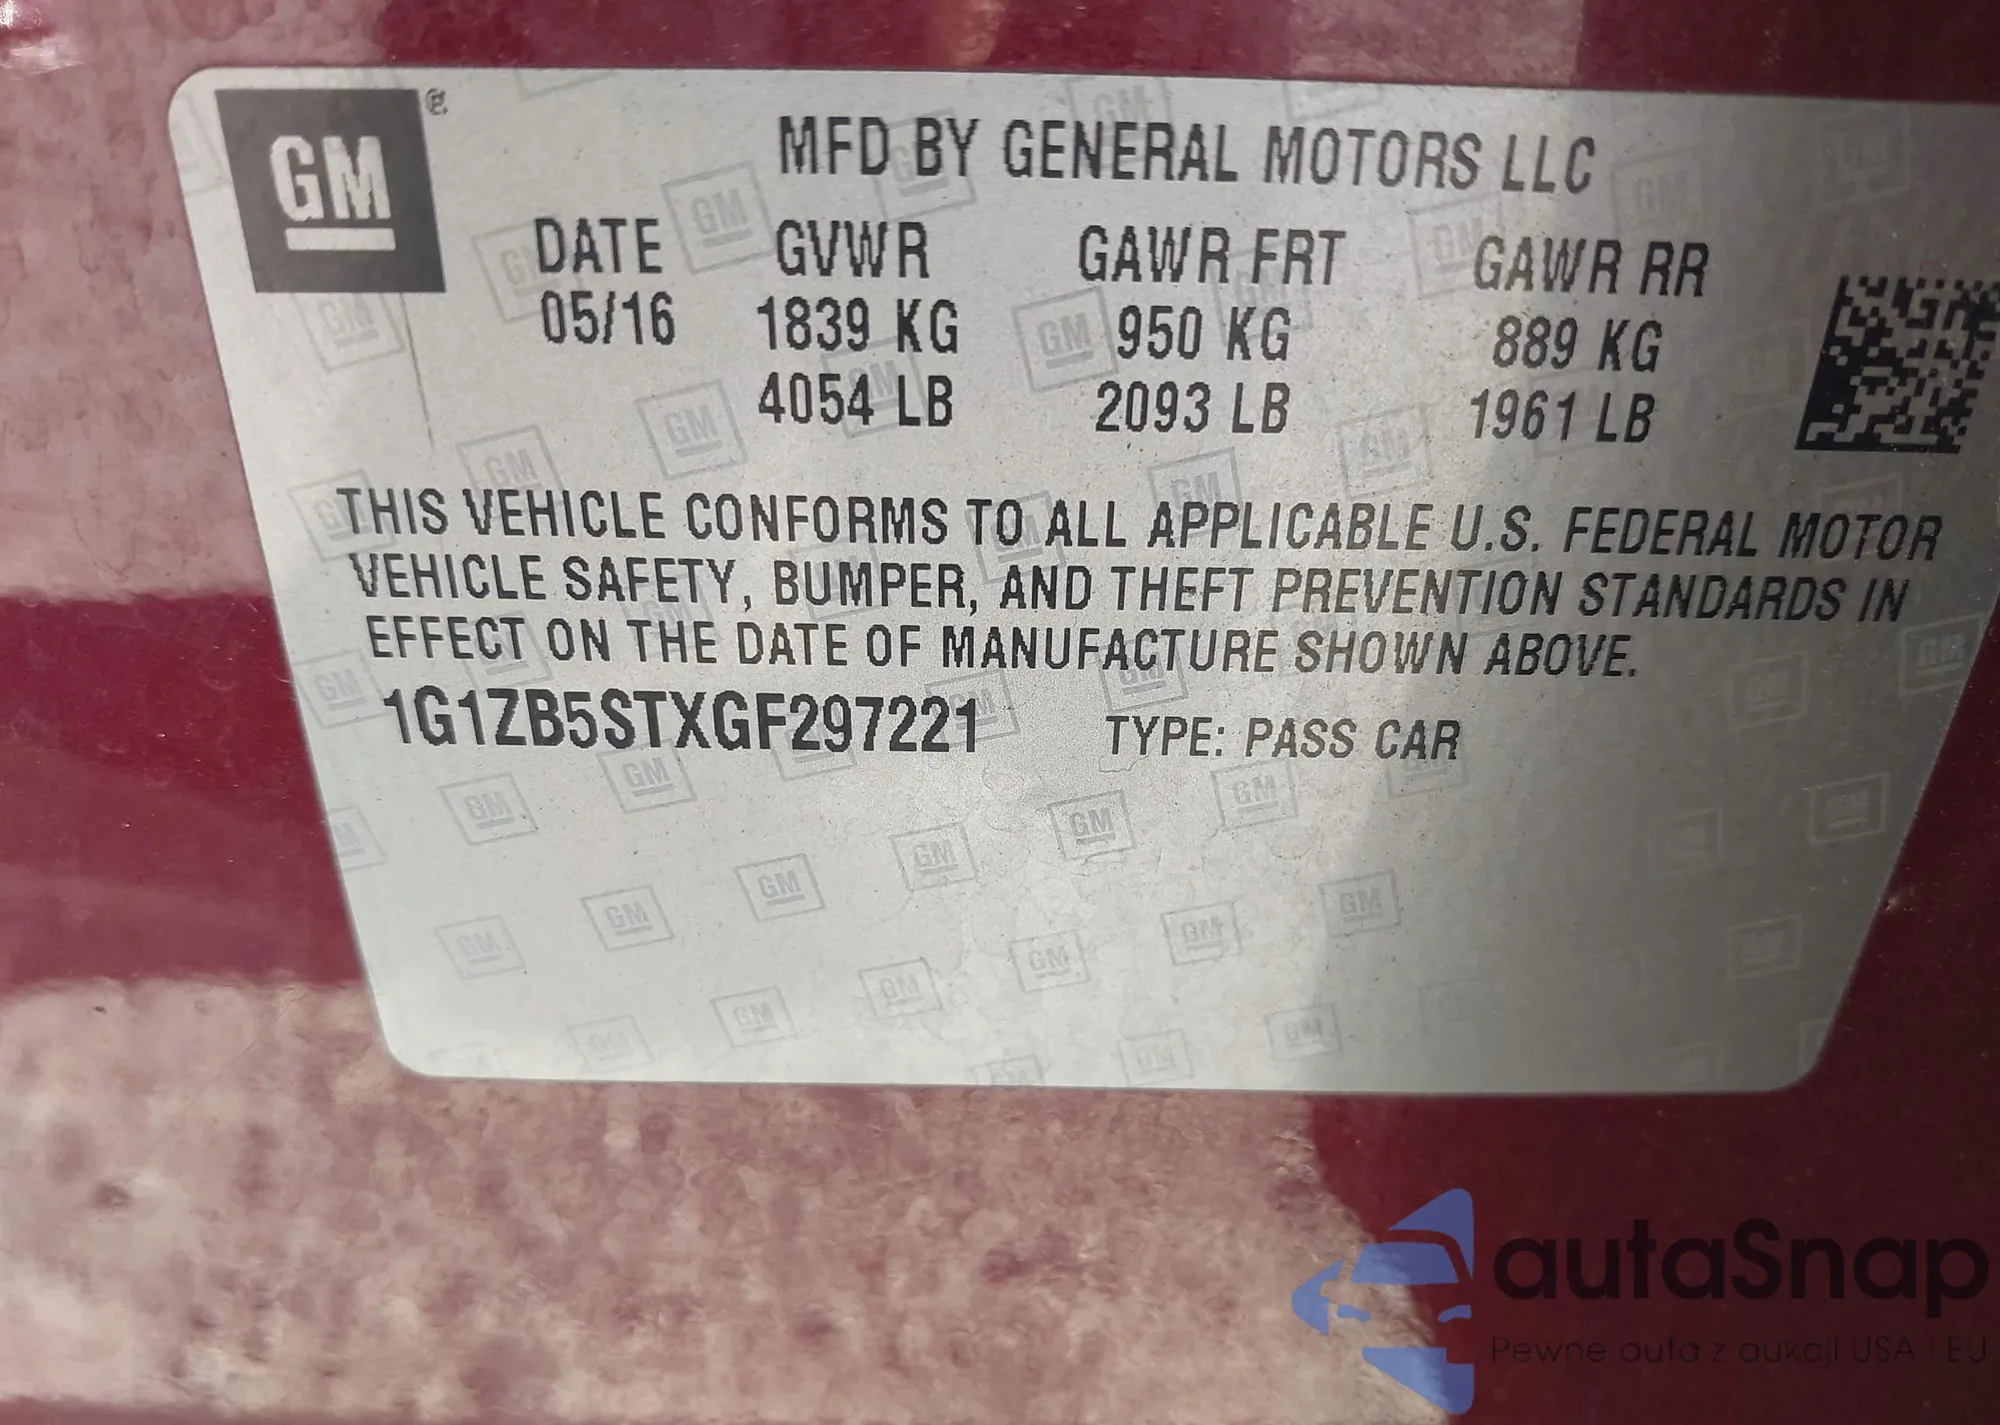 GM
MFD BY GENERAL MOTORS LLC
DATE GVWR GAWR FRT GAWR RR
05/16 1839 KG 950 KG 889 KG
4054 LB 2093 LB 1961 LB
THIS VEHICLE CONFORMS TO ALL APPLICABLE U.S. FEDERAL MOTOR
VEHICLE SAFETY, BUMPER, AND THEFT PREVENTION STANDARDS IN
EFFECT ON THE DATE OF MANUFACTURE SHOWN ABOVE.
1G1ZB5STXGF297221 TYPE: PASS CAR
autaSnap
Pewne auta z aukcji USA i EU